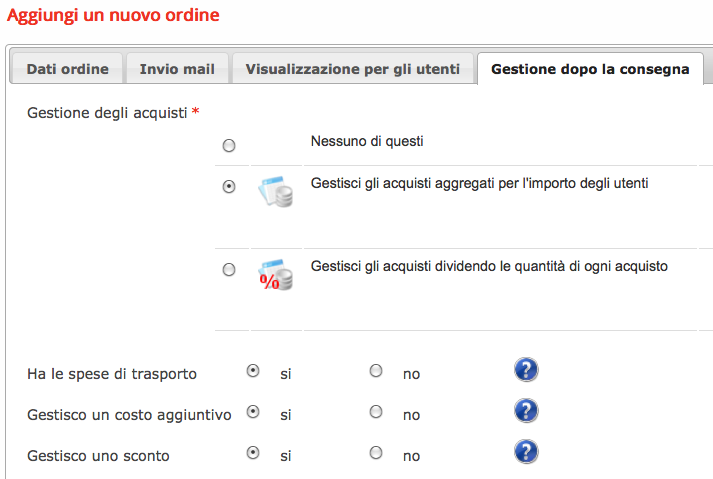 Aggiungi un nuovo ordine
Dati ordine Invio mail Visualizzazione per gli utenti Gestione dopo la consegna
Gestione degli acquisti *
Nessuno di questi
Gestisci gli acquisti aggregati per l'importo degli utenti
%
Gestisci gli acquisti dividendo le quantità di ogni acquisto
Ha le spese di trasporto si no ?
Gestisco un costo aggiuntivo si no ?
Gestisco uno sconto si no ?